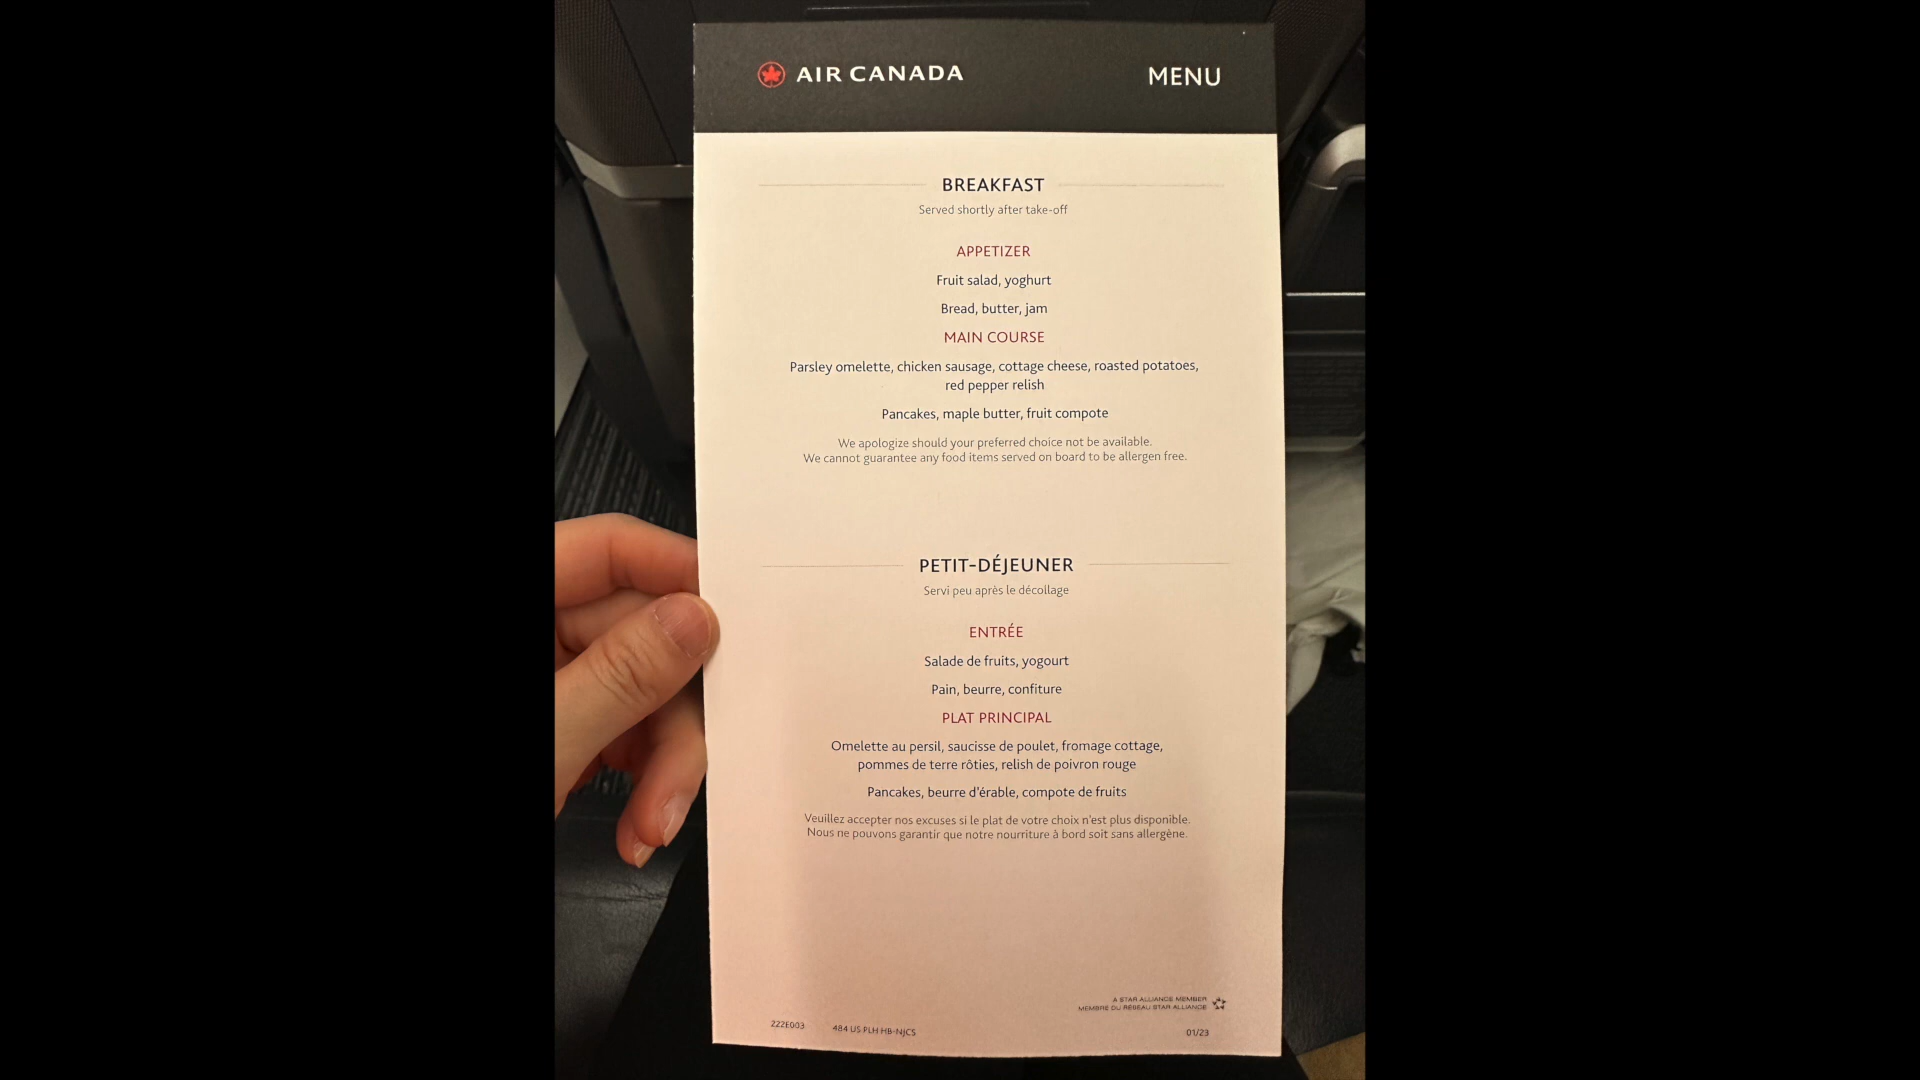 AIR CANADA
MENU
BREAKFAST
Served shortly after take-off
APPETIZER
Fruit salad, yoghurt
Bread, butter, jam
MAIN COURSE
Parsley omelette, chicken sausage, cottage cheese, roasted potatoes,
red pepper relish
Pancakes, maple butter, fruit compote
We apologize should your preferred choice not be available.
We cannot guarantee any food items served on board to be allergen free.
PETIT-DÉJEUNER
Servi peu après le décollage
ENTRÉE
Salade de fruits, yogourt
Pain, beurre, confiture
PLAT PRINCIPAL
Omelette au persil, saucisse de poulet, fromage cottage,
pommes de terre rôties, relish de poivron rouge
Pancakes, beurre d'érable, compote de fruits
Veuillez accepter nos excuses si le plat de votre choix n'est plus disponible.
Nous ne pouvons garantir que notre nourriture à bord soit sans allergène.
A STAR ALLIANCE MEMBER
MEMBRE DU RÉSEAU STAR ALLIANCE
222E003
484 US PLH HB-NJCS
01/23